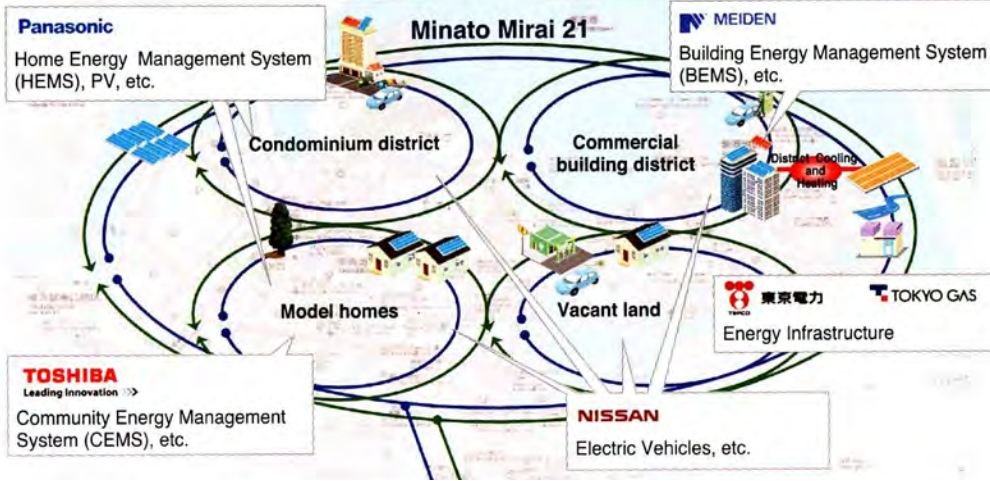 Minato Mirai 21
Panasonic
Home Energy Management System
(HEMS), PV, etc.
MEIDEN
Building Energy Management System
(BEMS), etc.
Condominium district
Commercial
building district
District Cooling
and
Heating
Model homes
Vacant land
TEPCO
東京電力
TOKYO GAS
Energy Infrastructure
TOSHIBA
Leading Innovation >>>
Community Energy Management
System (CEMS), etc.
NISSAN
Electric Vehicles, etc.